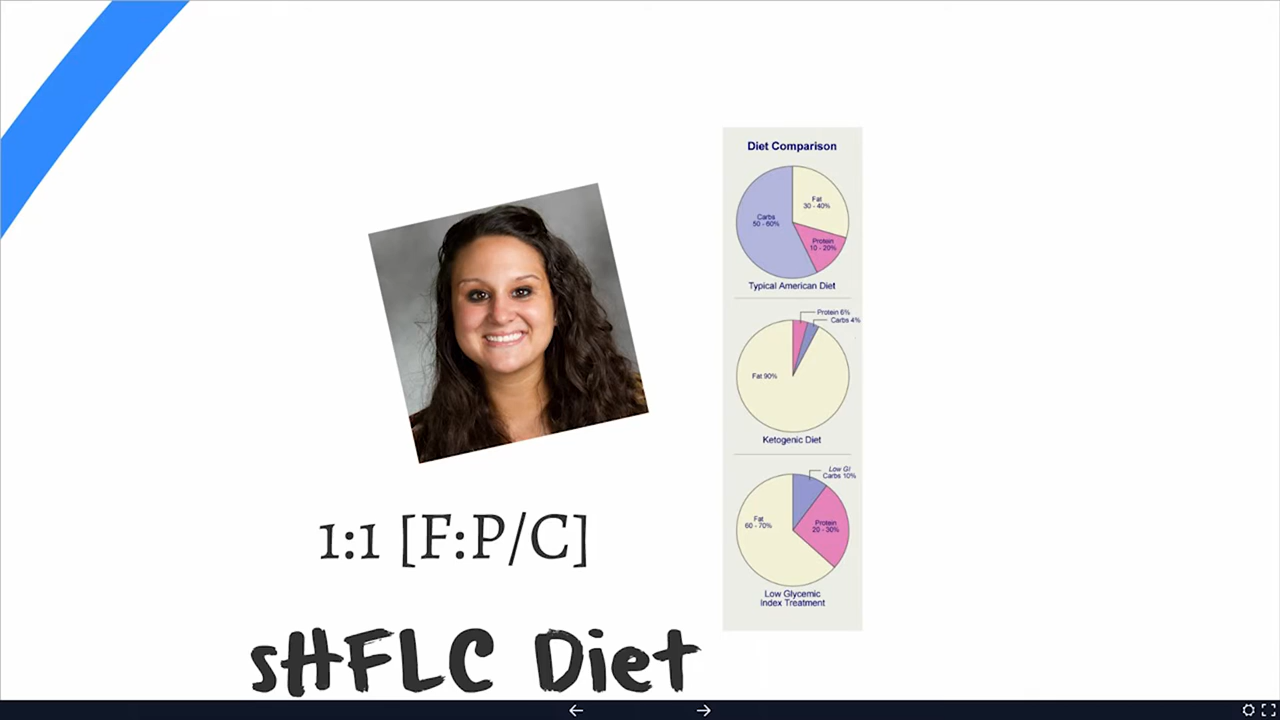 Diet Comparison
Fat
30 - 40%
Carbs
50 - 60%
Protein
10 - 20%
Typical American Diet
Protein 6%
Carbs 4%
Fat 90%
Ketogenic Diet
Low GI
Carbs 10%
Fat
60 - 70%
Protein
20 - 30%
Low Glycemic
Index Treatment
1:1 [F:P/C]
sHFLC Diet